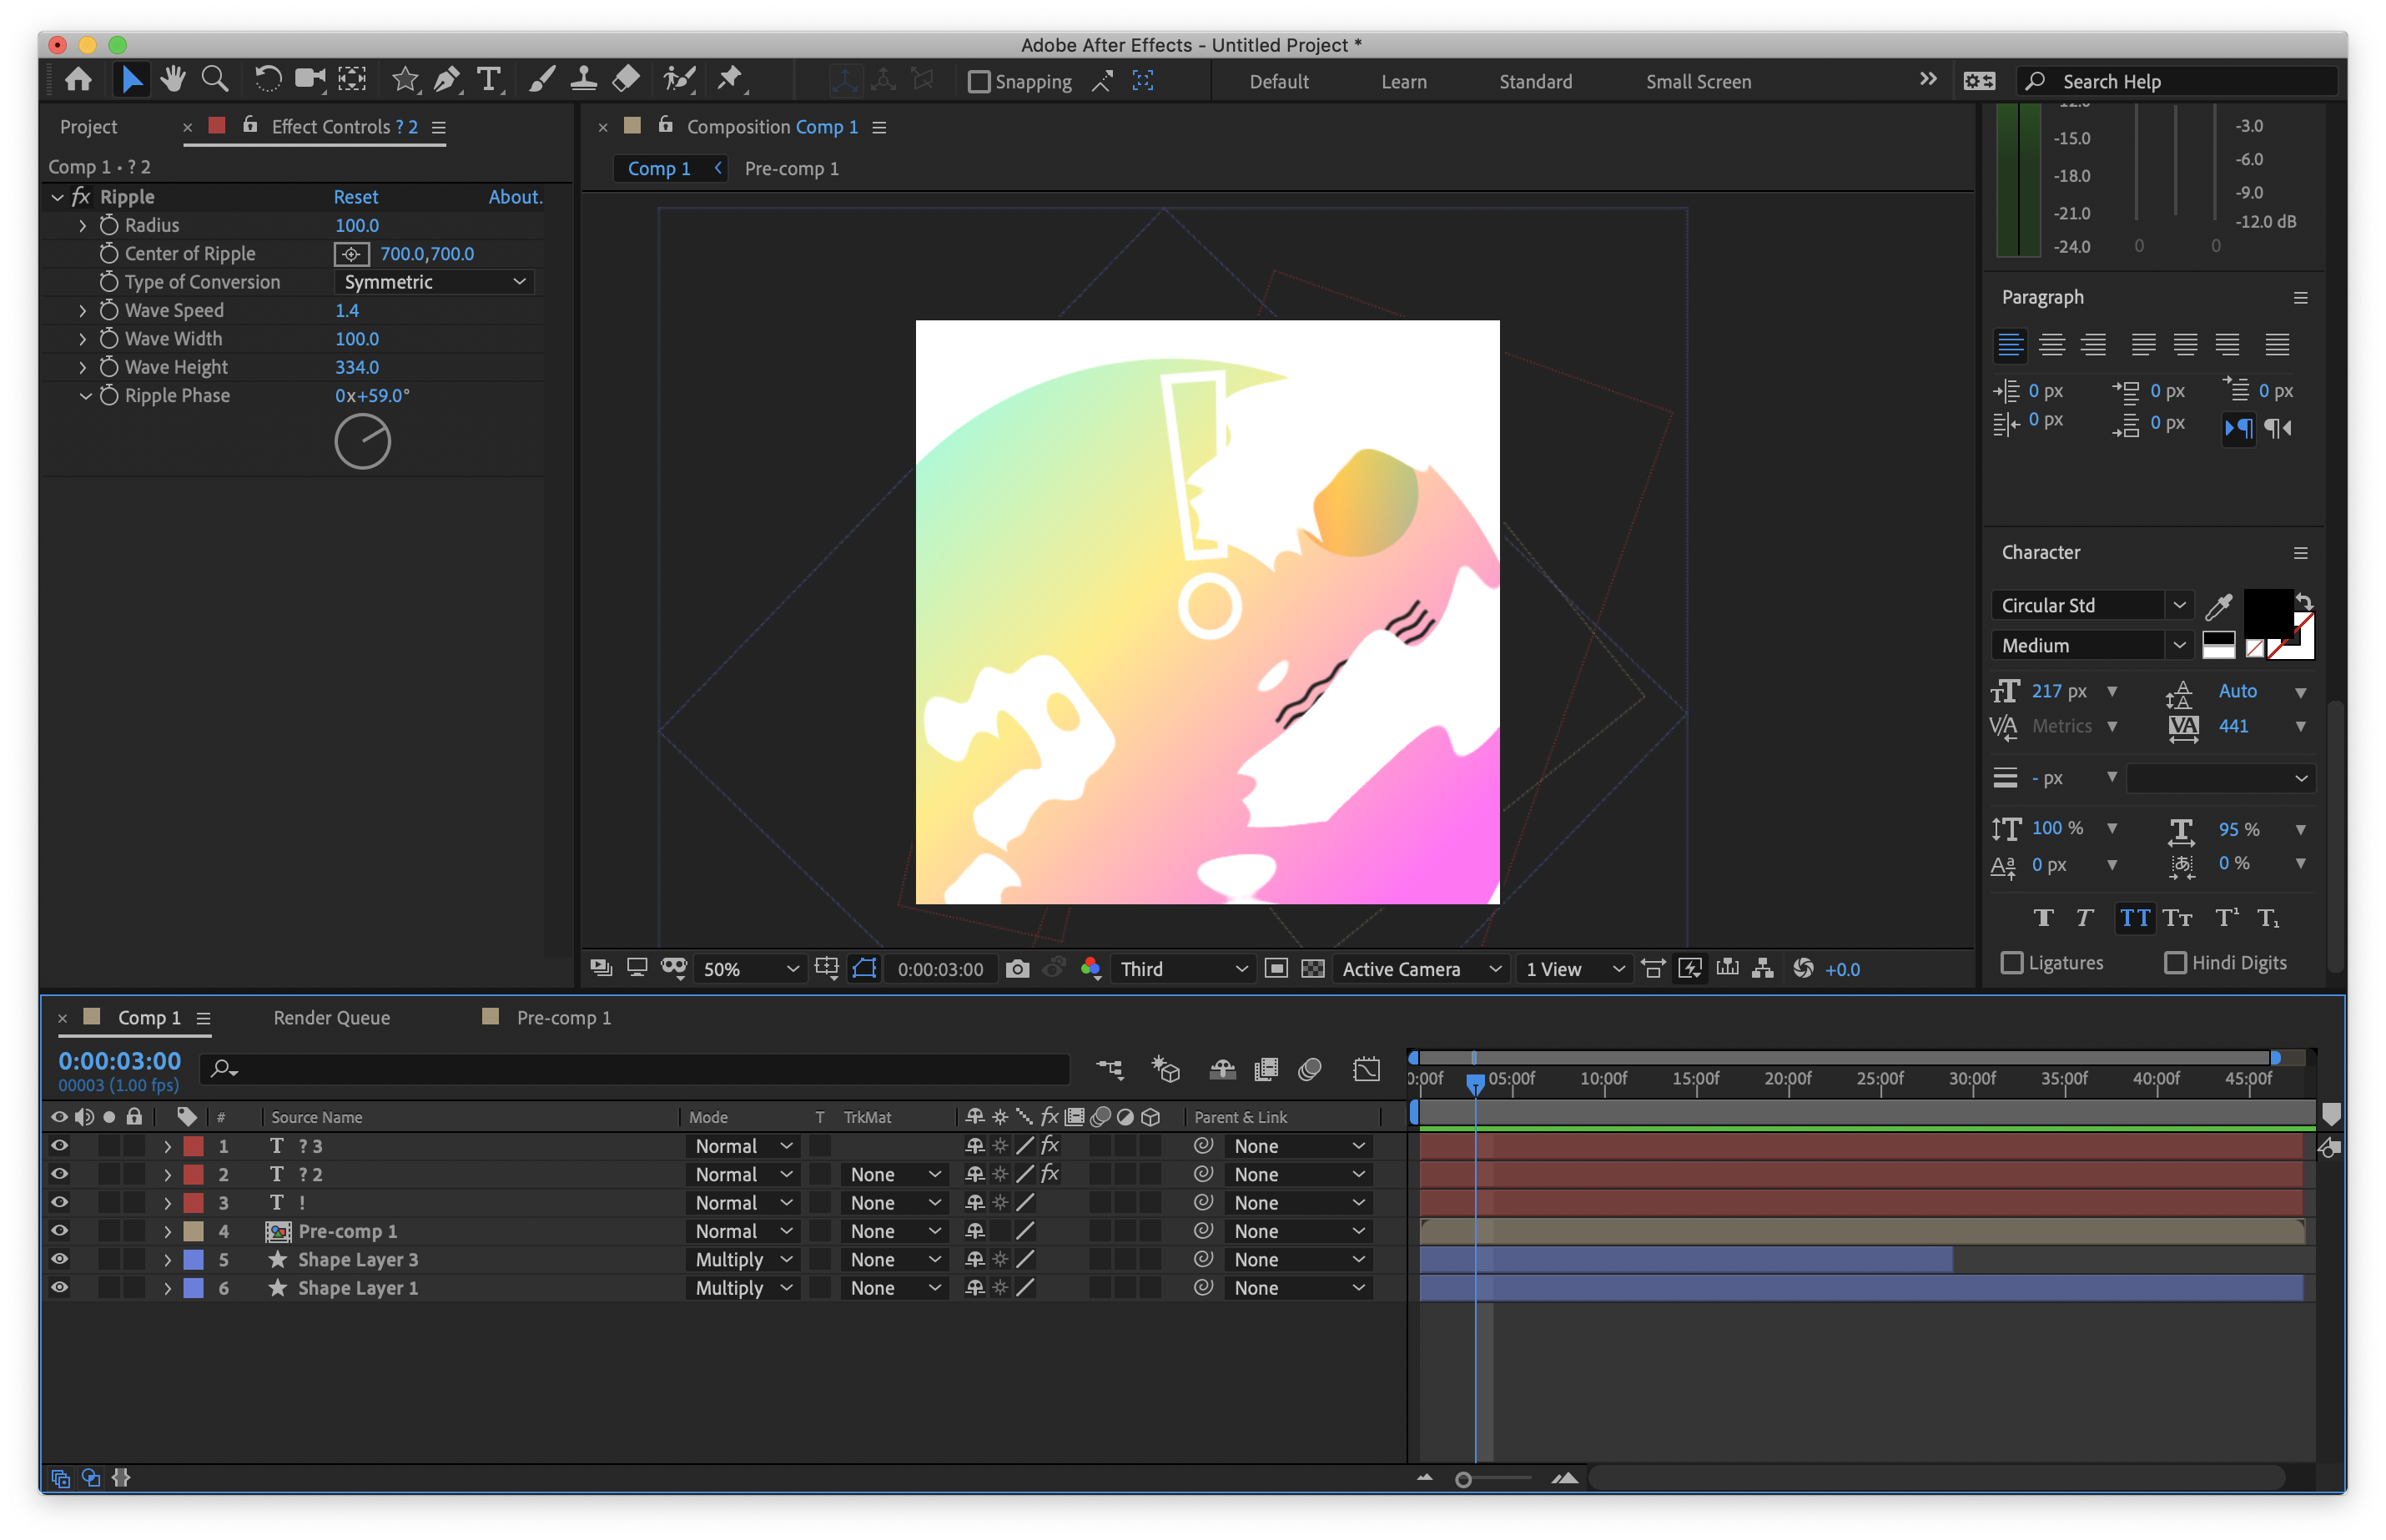 Adobe After Effects - Untitled Project *
Snapping
Default
Learn
Standard
Small Screen
Search Help
Project
Effect Controls ? 2
Comp 1 • ? 2
fx Ripple
Reset
About.
Radius
100.0
Center of Ripple
700.0,700.0
Type of Conversion
Symmetric
Wave Speed
1.4
Wave Width
100.0
Wave Height
334.0
Ripple Phase
0x+59.0°
Composition Comp 1
Comp 1
Pre-comp 1
!
50%
0:00:03:00
Third
Active Camera
1 View
+0.0
-15.0
-18.0
-21.0
-24.0
-3.0
-6.0
-9.0
-12.0 dB
0
0
Paragraph
0 px
0 px
0 px
0 px
0 px
Character
Circular Std
Medium
217 px
Auto
Metrics
441
- px
100 %
95 %
0 px
0 %
Ligatures
Hindi Digits
Comp 1
Render Queue
Pre-comp 1
0:00:03:00
00003 (1.00 fps)
0:00f
05:00f
10:00f
15:00f
20:00f
25:00f
30:00f
35:00f
40:00f
45:00f
#
Source Name
Mode
T
TrkMat
fx
Parent & Link
1 T ? 3 Normal fx None
2 T ? 2 Normal None fx None
3 T ! Normal None None
4 Pre-comp 1 Normal None None
5 Shape Layer 3 Multiply None None
6 Shape Layer 1 Multiply None None